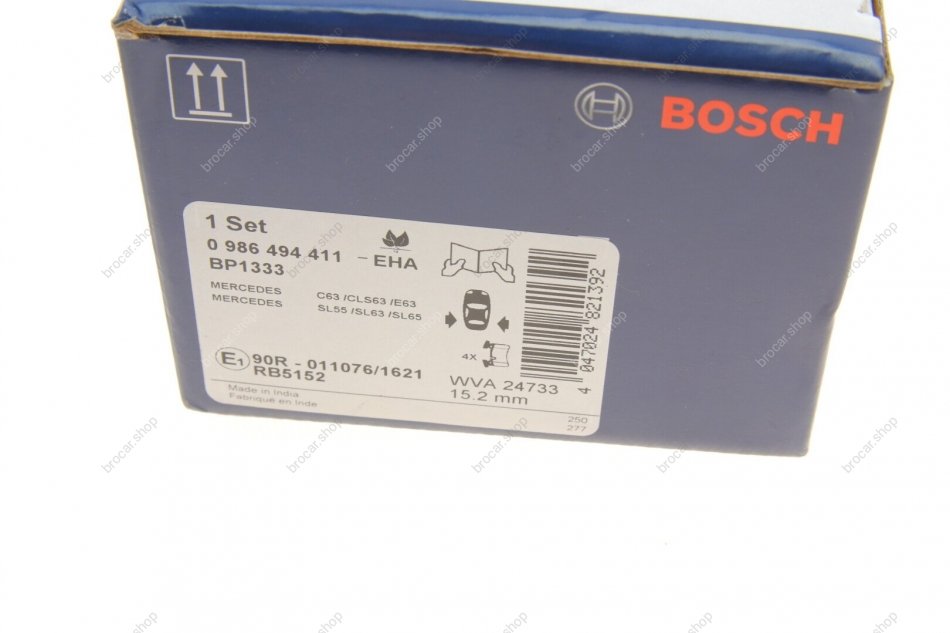 BOSCH
1 Set
0 986 494 411 - EHA
BP1333
MERCEDES C63 /CLS63 /E63
MERCEDES SL55 /SL63 /SL65
4X
E1 90R - 011076/1621
RB5152
WVA 24733
15.2 mm
4 047024 821392
Made in India
Fabriqué en Inde
250
277
brocar.shop